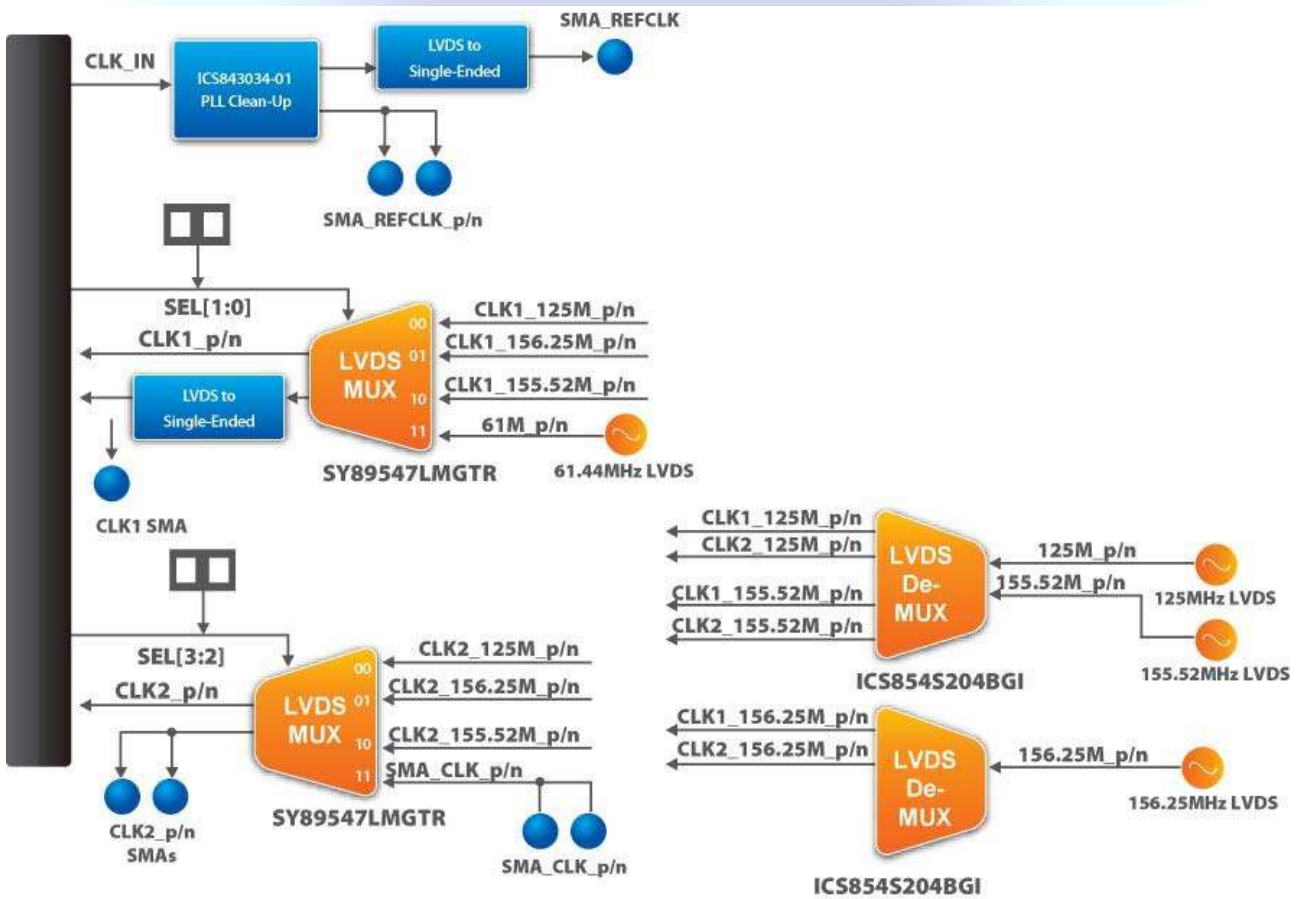 SMA_REFCLK
CLK_IN
ICS843034-01
PLL Clean-Up
LVDS to
Single-Ended
SMA_REFCLK_p/n
SEL[1:0]
CLK1_p/n
LVDS to
Single-Ended
CLK1 SMA
LVDS
MUX
00
01
10
11
CLK1_125M_p/n
CLK1_156.25M_p/n
CLK1_155.52M_p/n
61M_p/n
SY89547LMGTR
61.44MHz LVDS
SEL[3:2]
CLK2_p/n
CLK2_p/n
SMAs
LVDS
MUX
00
01
10
11
CLK2_125M_p/n
CLK2_156.25M_p/n
CLK2_155.52M_p/n
SMA_CLK_p/n
SY89547LMGTR
SMA_CLK_p/n
CLK1_125M_p/n
CLK2_125M_p/n
CLK1_155.52M_p/n
CLK2_155.52M_p/n
LVDS
De-
MUX
125M_p/n
155.52M_p/n
125MHz LVDS
155.52MHz LVDS
ICS854S204BGI
CLK1_156.25M_p/n
CLK2_156.25M_p/n
LVDS
De-
MUX
156.25M_p/n
156.25MHz LVDS
ICS854S204BGI